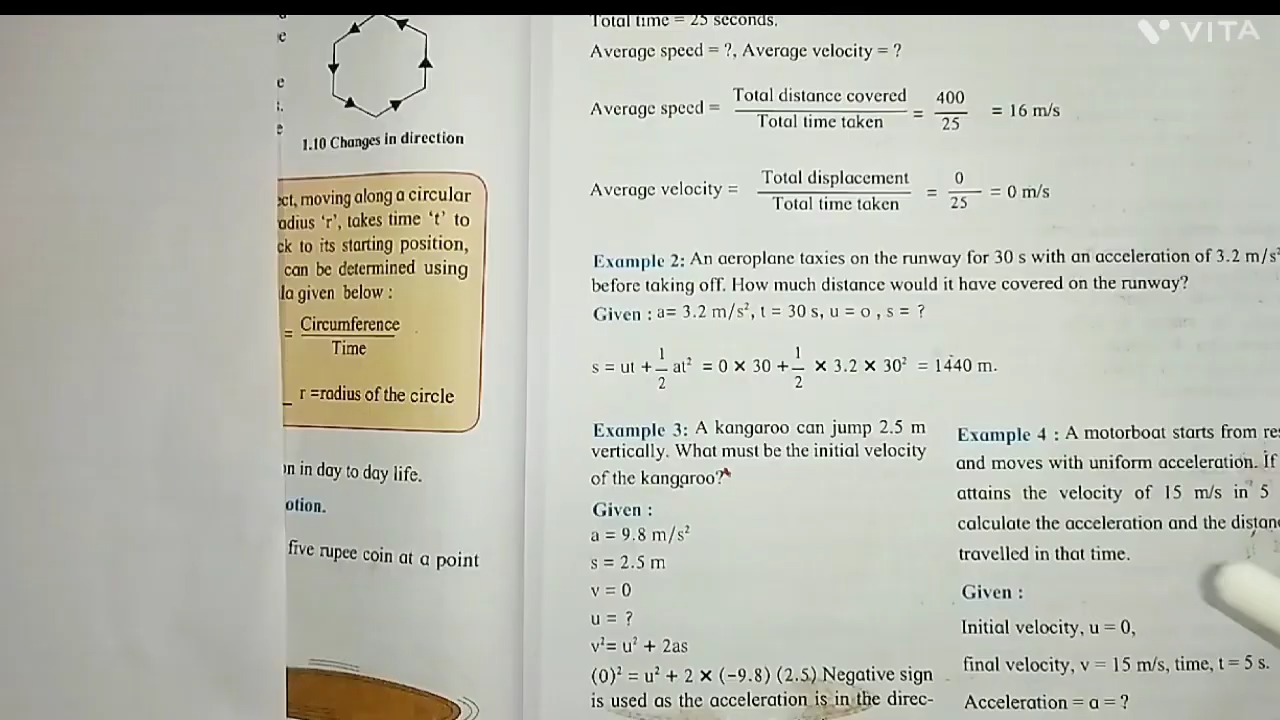 VITA
e
e
e
1.10 Changes in direction
ect, moving along a circular
adius ‘r’, takes time ‘t’ to
ck to its starting position,
can be determined using
la given below :
= Circumference
Time
r =radius of the circle
on in day to day life.
otion.
five rupee coin at a point
Total time = 25 seconds.
Average speed = ?, Average velocity = ?
Average speed = Total distance covered / Total time taken = 400 / 25 = 16 m/s
Average velocity = Total displacement / Total time taken = 0 / 25 = 0 m/s
Example 2: An aeroplane taxies on the runway for 30 s with an acceleration of 3.2 m/s²
before taking off. How much distance would it have covered on the runway?
Given : a= 3.2 m/s², t = 30 s, u = o , s = ?
s = ut + 1/2 at² = 0 × 30 + 1/2 × 3.2 × 30² = 1440 m.
Example 3: A kangaroo can jump 2.5 m
vertically. What must be the initial velocity
of the kangaroo?
Given :
a = 9.8 m/s²
s = 2.5 m
v = 0
u = ?
v²= u² + 2as
(0)² = u² + 2 × (−9.8) (2.5) Negative sign
is used as the acceleration is in the direc-
Example 4 : A motorboat starts from re
and moves with uniform acceleration. If
attains the velocity of 15 m/s in 5
calculate the acceleration and the distan
travelled in that time.
Given :
Initial velocity, u = 0,
final velocity, v = 15 m/s, time, t = 5 s.
Acceleration = a = ?